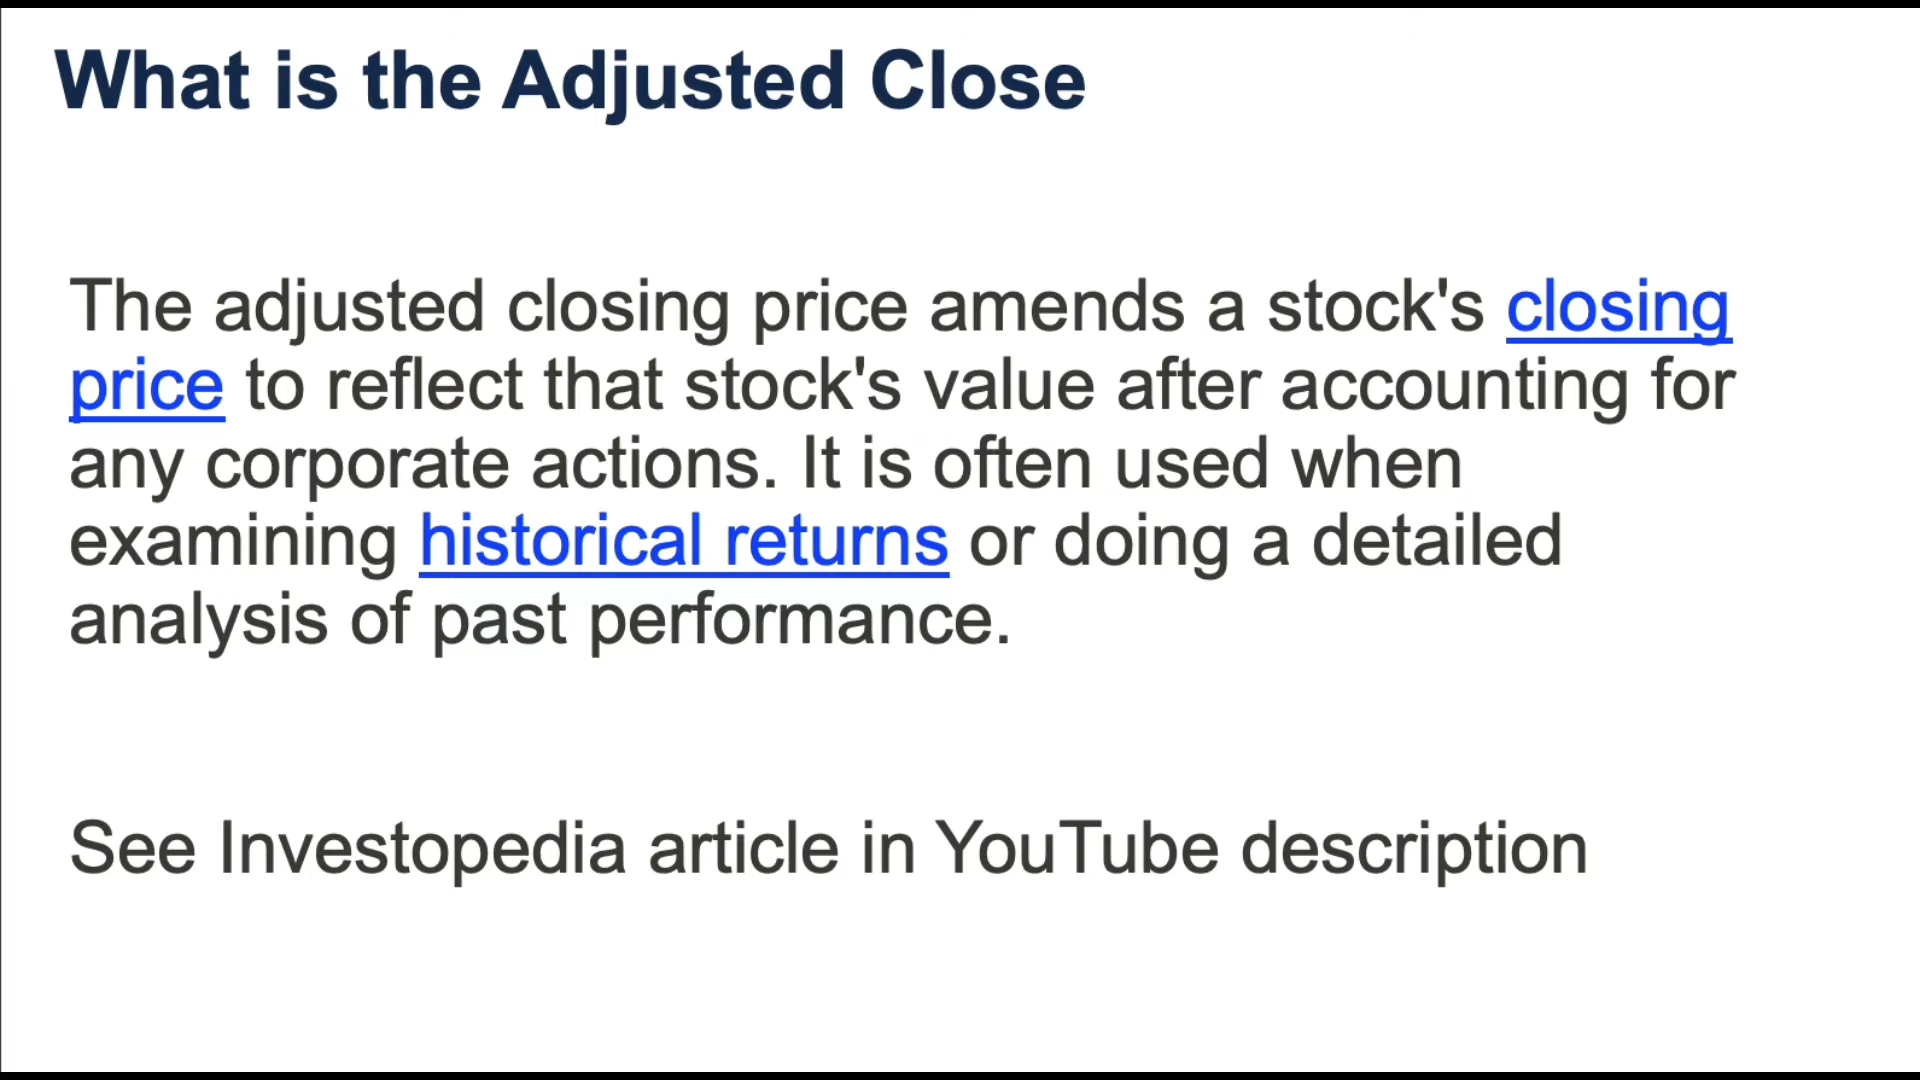 What is the Adjusted Close
The adjusted closing price amends a stock's closing
price to reflect that stock's value after accounting for
any corporate actions. It is often used when
examining historical returns or doing a detailed
analysis of past performance.
See Investopedia article in YouTube description